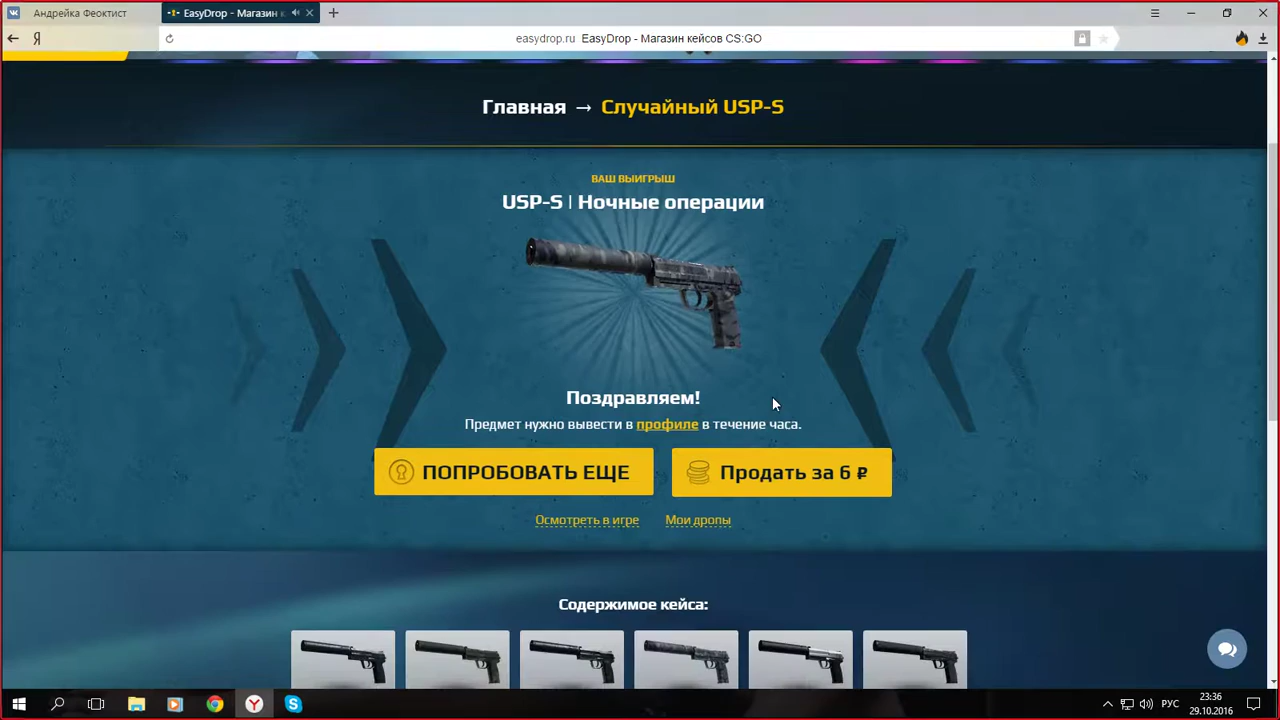 Андрейка Феоктист
EasyDrop - Магазин к
Я
easydrop.ru EasyDrop - Магазин кейсов CS:GO
Главная → Случайный USP-S
ВАШ ВЫИГРЫШ
USP-S | Ночные операции
Поздравляем!
Предмет нужно вывести в профиле в течение часа.
ПОПРОБОВАТЬ ЕЩЕ
Продать за 6 ₽
Осмотреть в игре
Мои дропы
Содержимое кейса:
РУС
23:36
29.10.2016